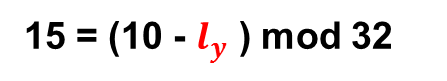 15 = (10 - l_y ) mod 32